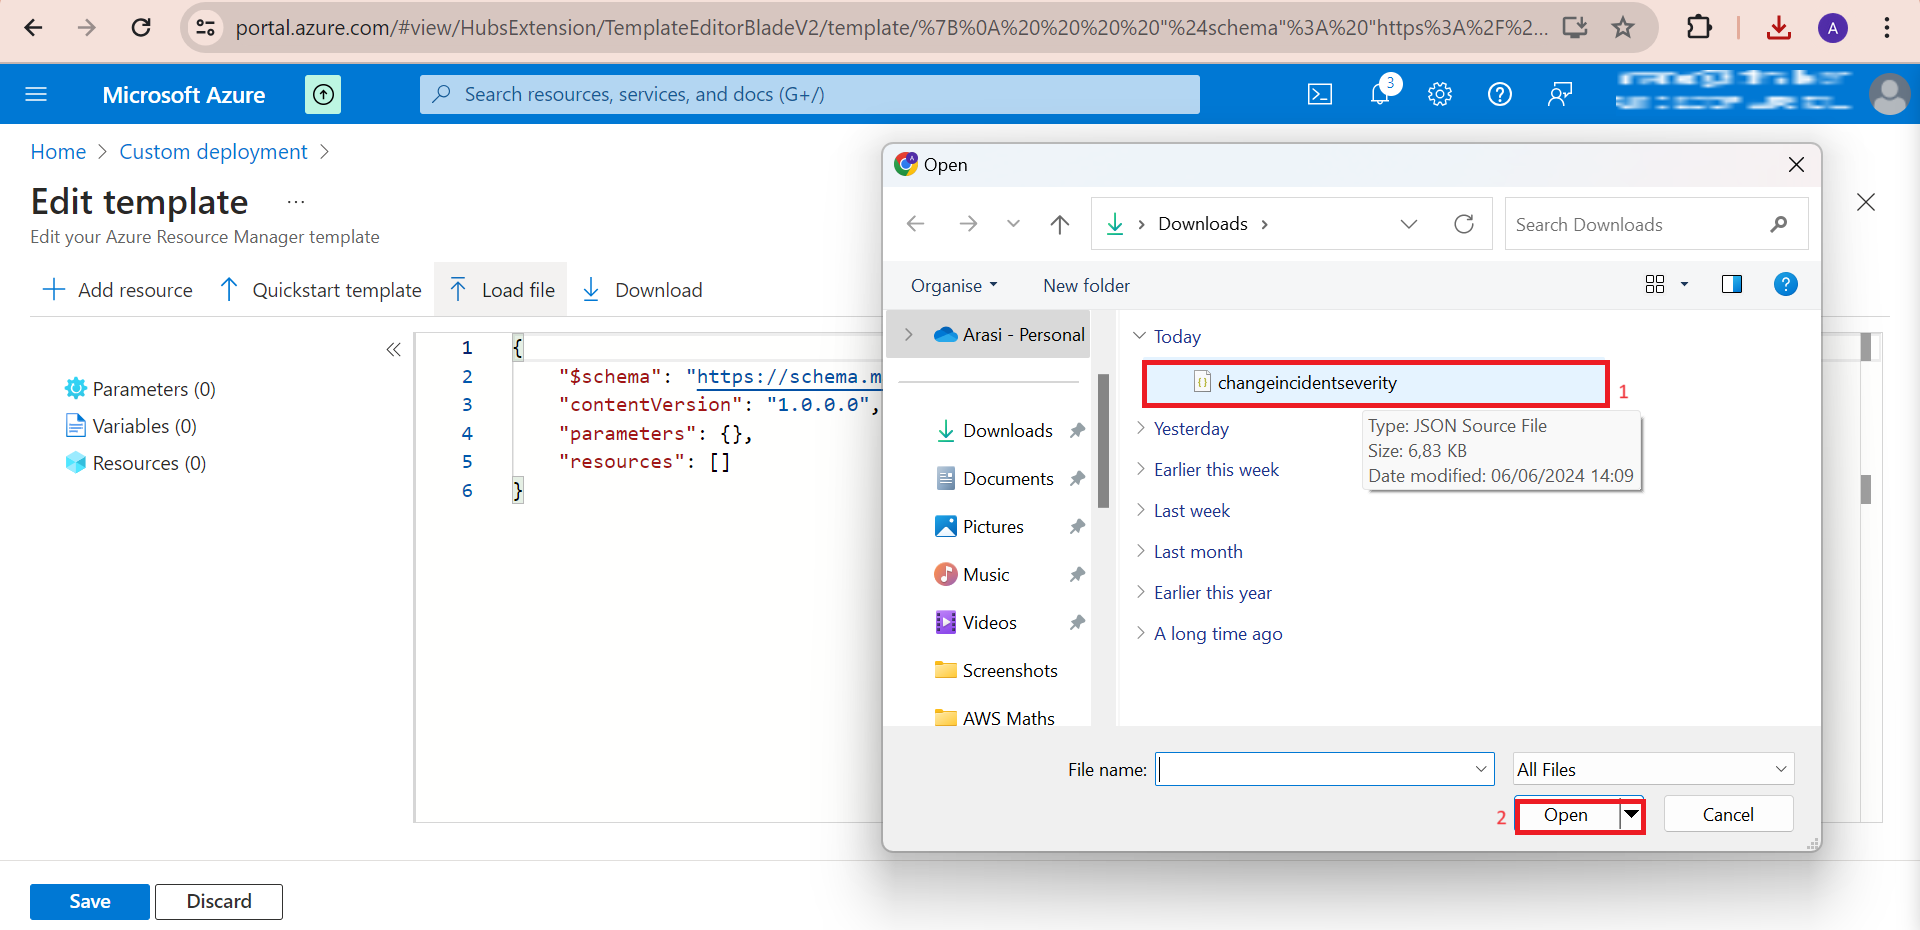 portal.azure.com/#view/HubsExtension/TemplateEditorBladeV2/template/%7B%0A%20%20%20%20"%24schema"%3A%20"https%3A%2F%2...
A
Microsoft Azure
Search resources, services, and docs (G+/)
3
Home > Custom deployment >
Edit template ...
Edit your Azure Resource Manager template
Add resource
Quickstart template
Load file
Download
Parameters (0)
Variables (0)
Resources (0)
1 {
2 "$schema": "https://schema.m
3 "contentVersion": "1.0.0.0",
4 "parameters": {},
5 "resources": []
6 }
Save
Discard
Open
Downloads
Search Downloads
Organise
New folder
Arasi - Personal
Downloads
Documents
Pictures
Music
Videos
Screenshots
AWS Maths
Today
changeincidentseverity
1
Type: JSON Source File
Size: 6,83 KB
Date modified: 06/06/2024 14:09
Yesterday
Earlier this week
Last week
Last month
Earlier this year
A long time ago
File name:
All Files
2
Open
Cancel